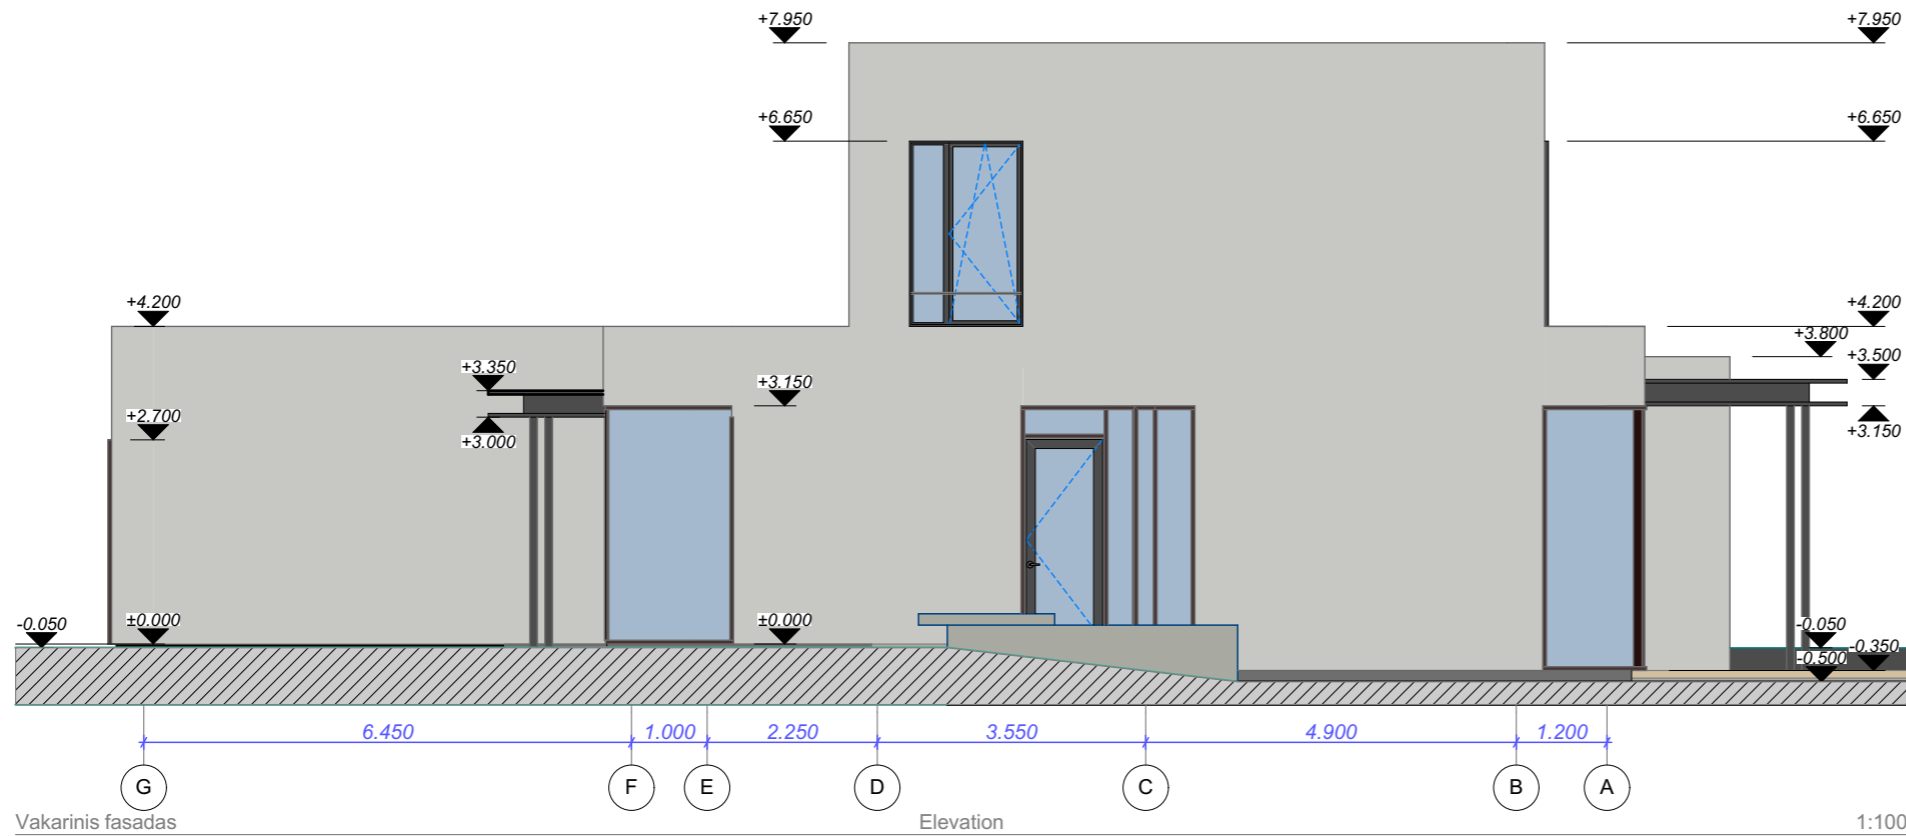 +7.950 +7.950
+6.650 +6.650
+4.200 +4.200
+3.800
+3.350 +3.500
+3.150
+2.700
+3.000 +3.150
-0.050 ±0.000 ±0.000 -0.050
-0.350
-0.500
6.450 1.000 2.250 3.550 4.900 1.200
G F E D C B A
Vakarinis fasadas Elevation 1:100